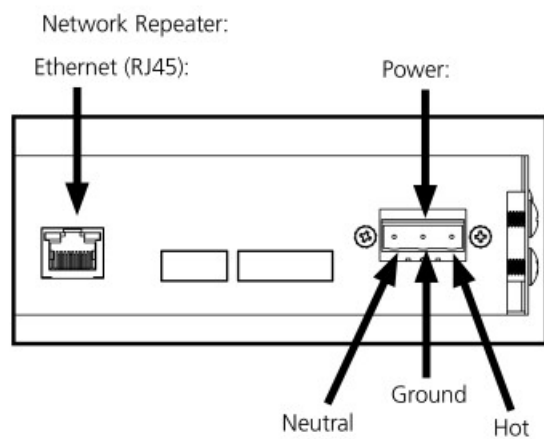 Network Repeater:
Ethernet (RJ45):
Power:
Neutral
Ground
Hot